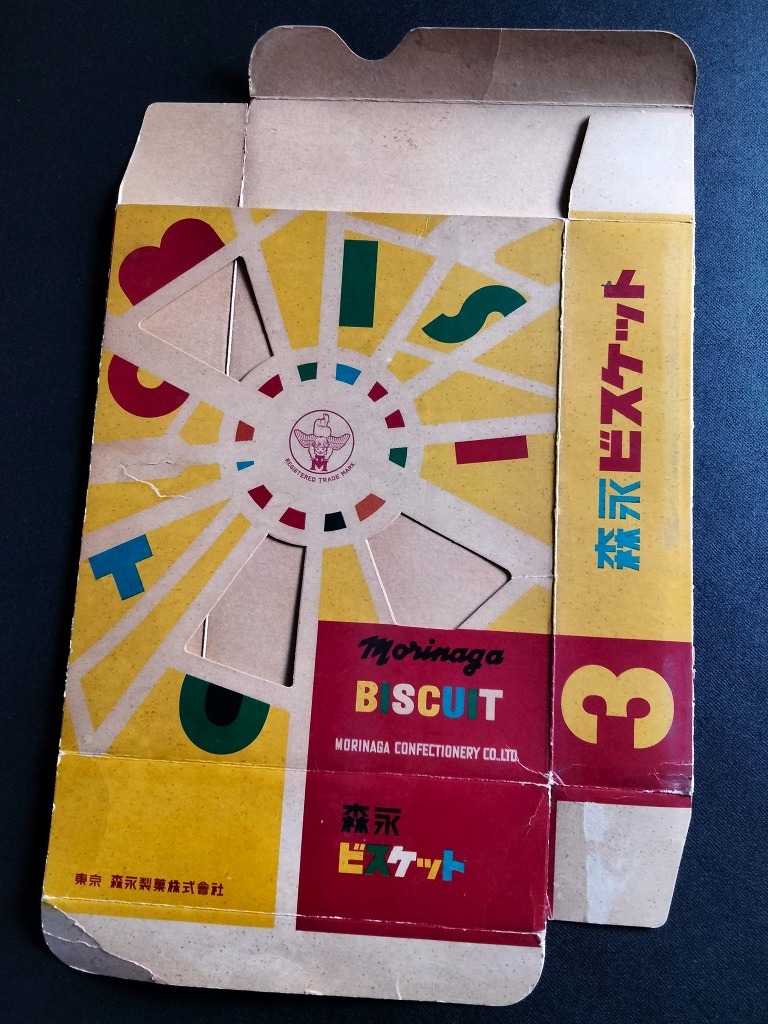 B
I
S
C
U
I
T
REGISTERED TRADE MARK
M
Morinaga
BISCUIT
MORINAGA CONFECTIONERY CO.,LTD.
森永
ビスケット
東京 森永製菓株式會社
森永ビスケット
3